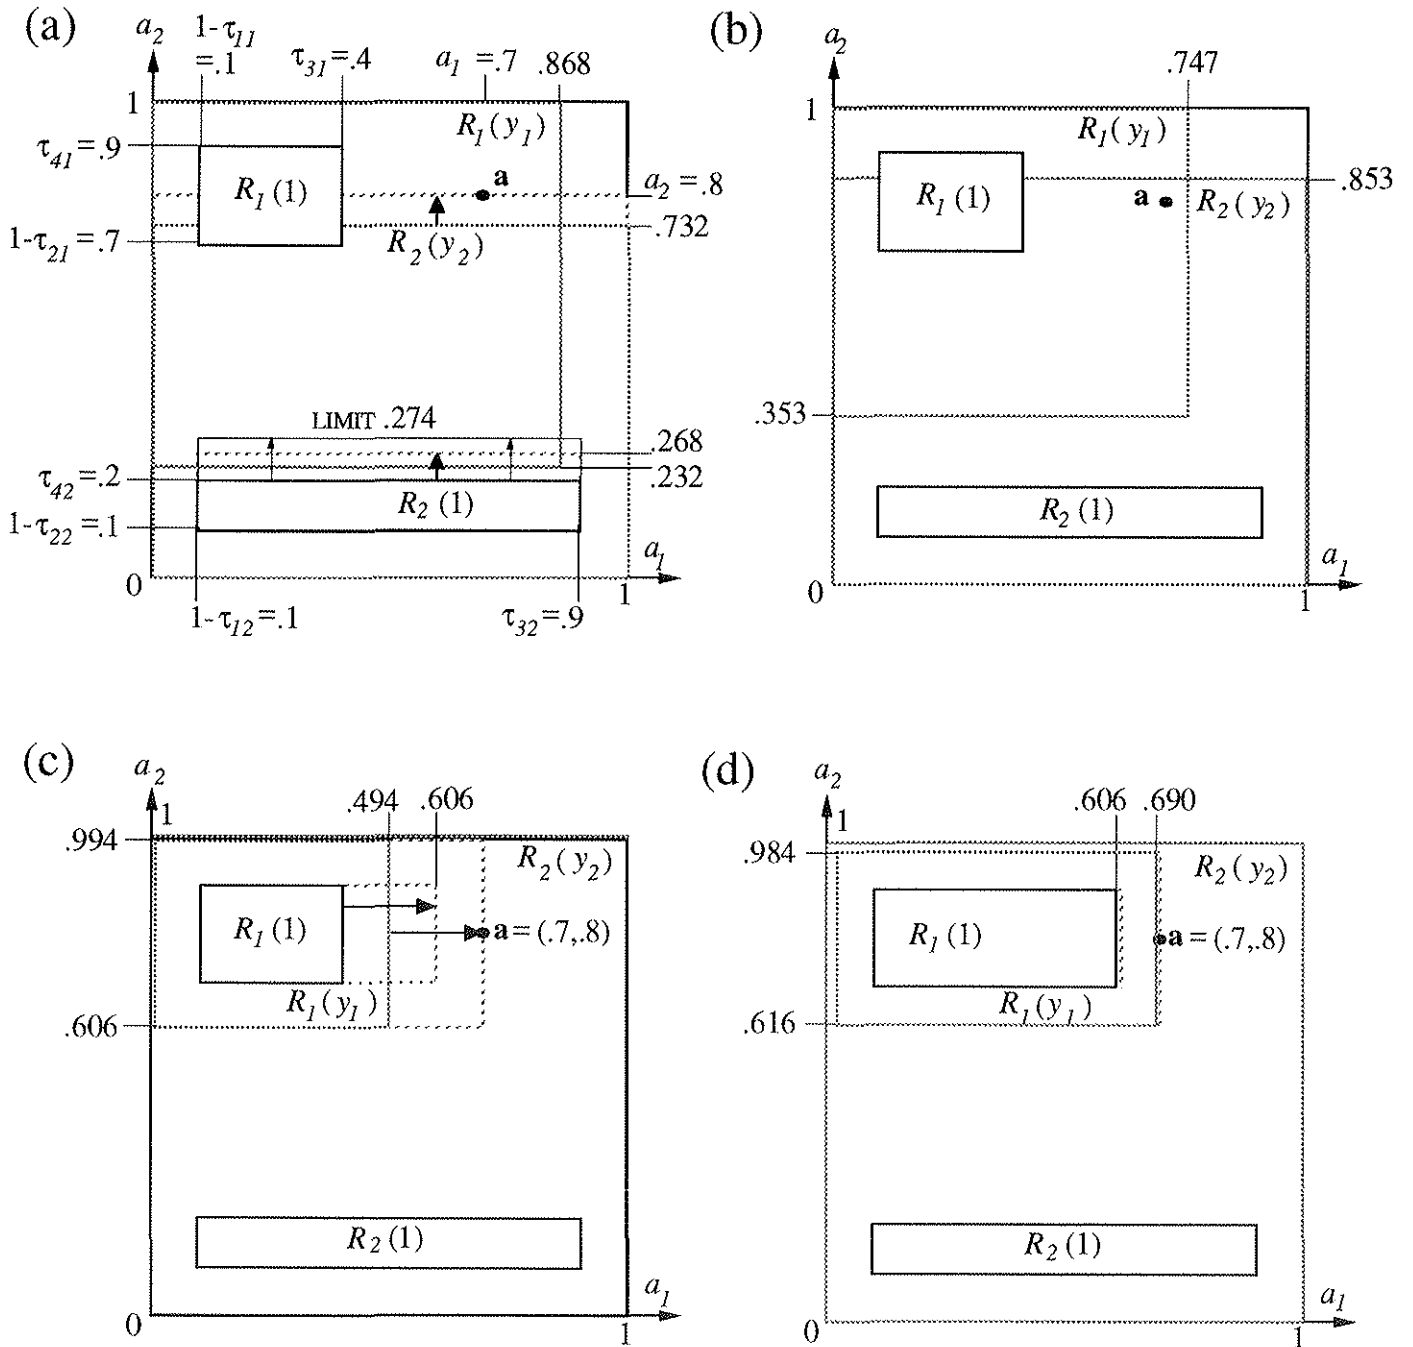 (a)
a₂ 1-τ₁₁ =.1 τ₃₁=.4 a₁=.7 .868
1
R₁(y₁)
τ₄₁=.9
R₁(1) a a₂=.8
.732
1-τ₂₁=.7 R₂(y₂)
LIMIT .274
.268
τ₄₂=.2 .232
R₂(1)
1-τ₂₂=.1
a₁
0 1
1-τ₁₂=.1 τ₃₂=.9
(b)
a₂ .747
1
R₁(y₁)
.853
R₁(1) a R₂(y₂)
.353
R₂(1)
a₁
0 1
(c)
a₂ .494 .606
1
.994
R₂(y₂)
R₁(1) a=(.7,.8)
R₁(y₁)
.606
R₂(1)
a₁
0 1
(d)
a₂ .606 .690
1
.984
R₂(y₂)
R₁(1) a=(.7,.8)
R₁(y₁)
.616
R₂(1)
a₁
0 1